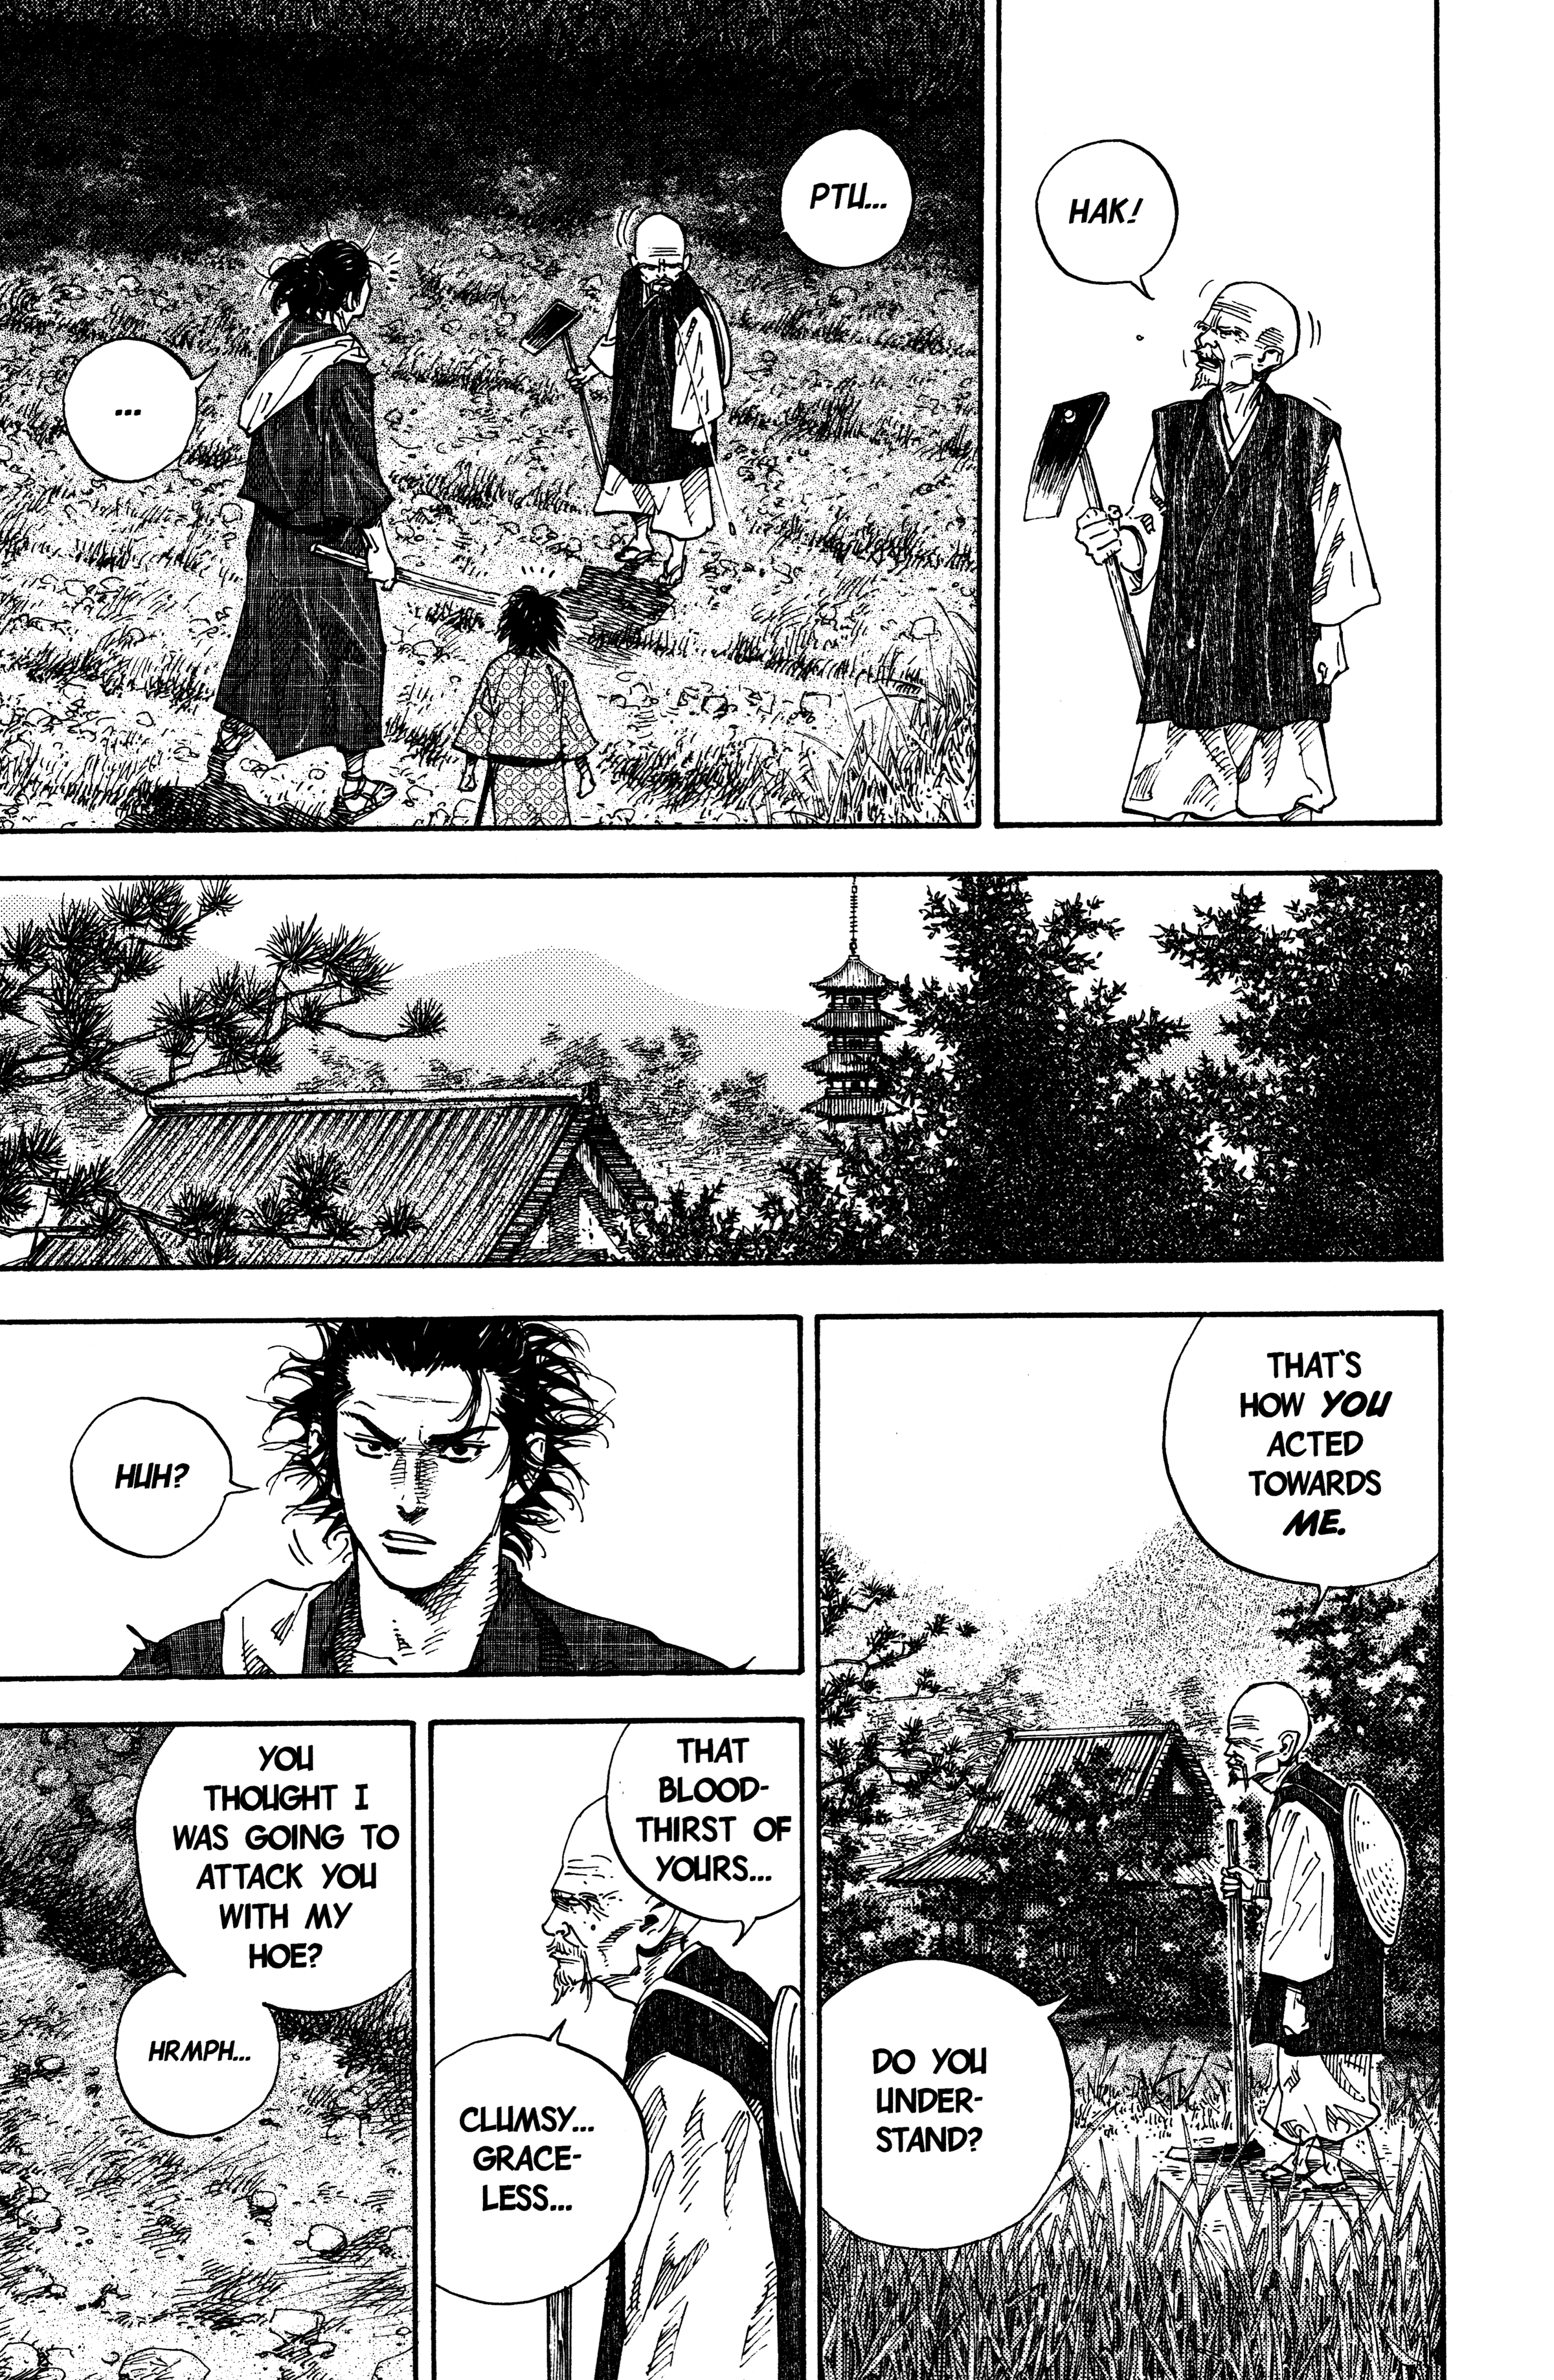 HAK!
PTU...
...
THAT'S
HOW YOU
ACTED
TOWARDS
ME.
DO YOU
UNDER-
STAND?
HUH?
THAT
BLOOD-
THIRST OF
YOURS...
CLUMSY...
GRACE-
LESS...
YOU
THOUGHT I
WAS GOING TO
ATTACK YOU
WITH MY
HOE?
HRMPH...